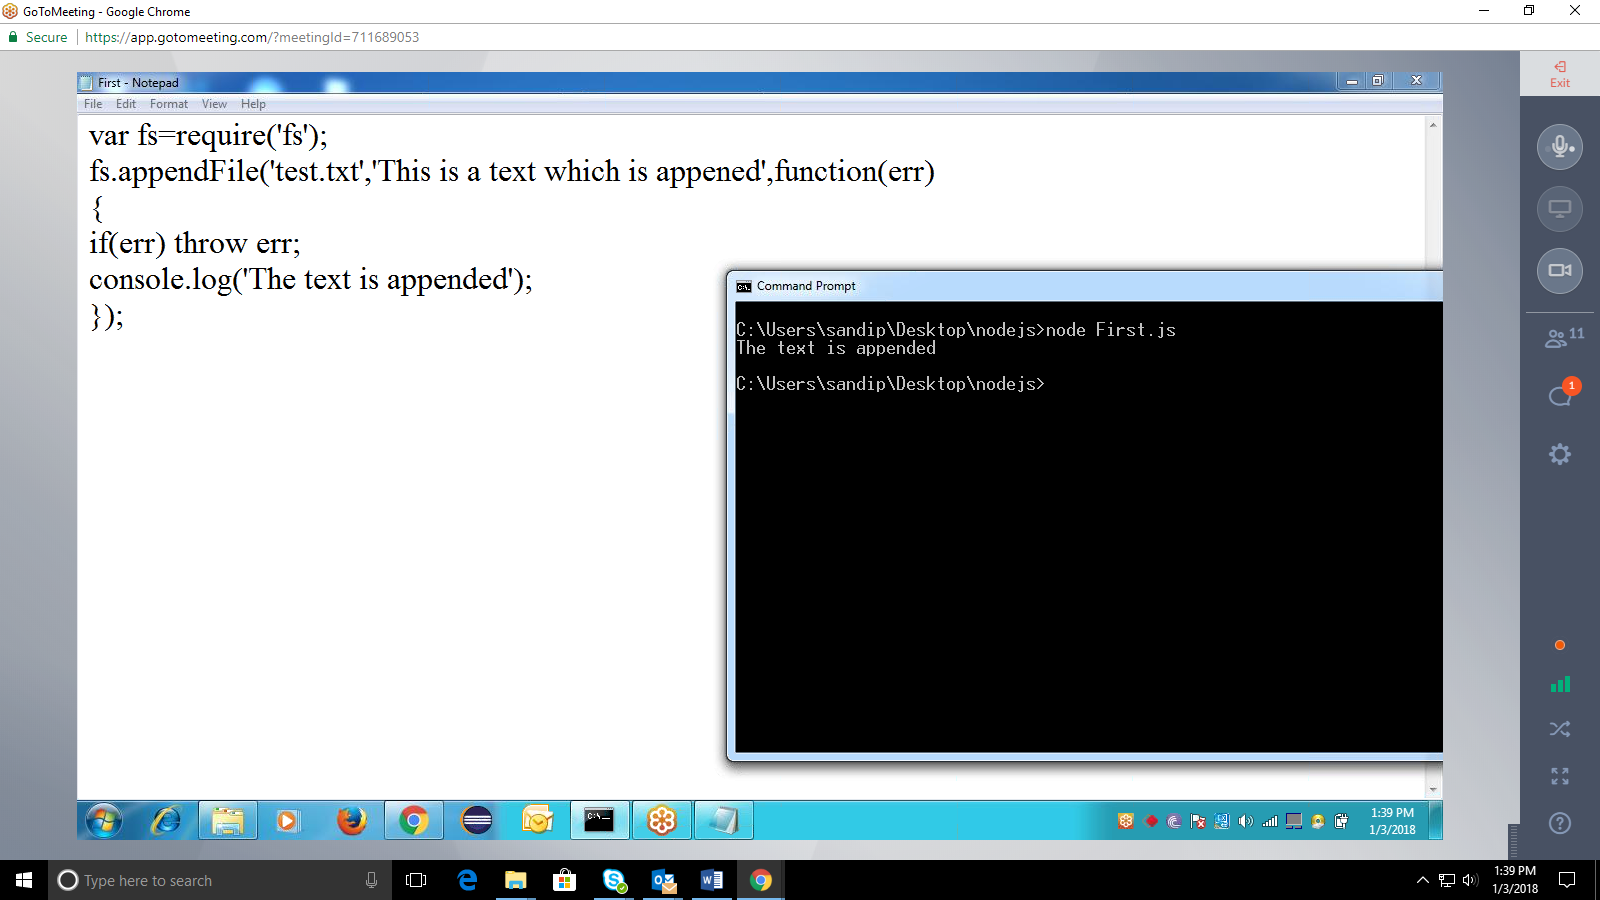 GoToMeeting - Google Chrome
Secure https://app.gotomeeting.com/?meetingId=711689053
Exit
First - Notepad
File Edit Format View Help
var fs=require('fs');
fs.appendFile('test.txt','This is a text which is appened',function(err)
{
if(err) throw err;
console.log('The text is appended');
});
Command Prompt
C:\Users\sandip\Desktop\nodejs>node First.js
The text is appended
C:\Users\sandip\Desktop\nodejs>
11
1
1:39 PM
1/3/2018
Type here to search
1:39 PM
1/3/2018